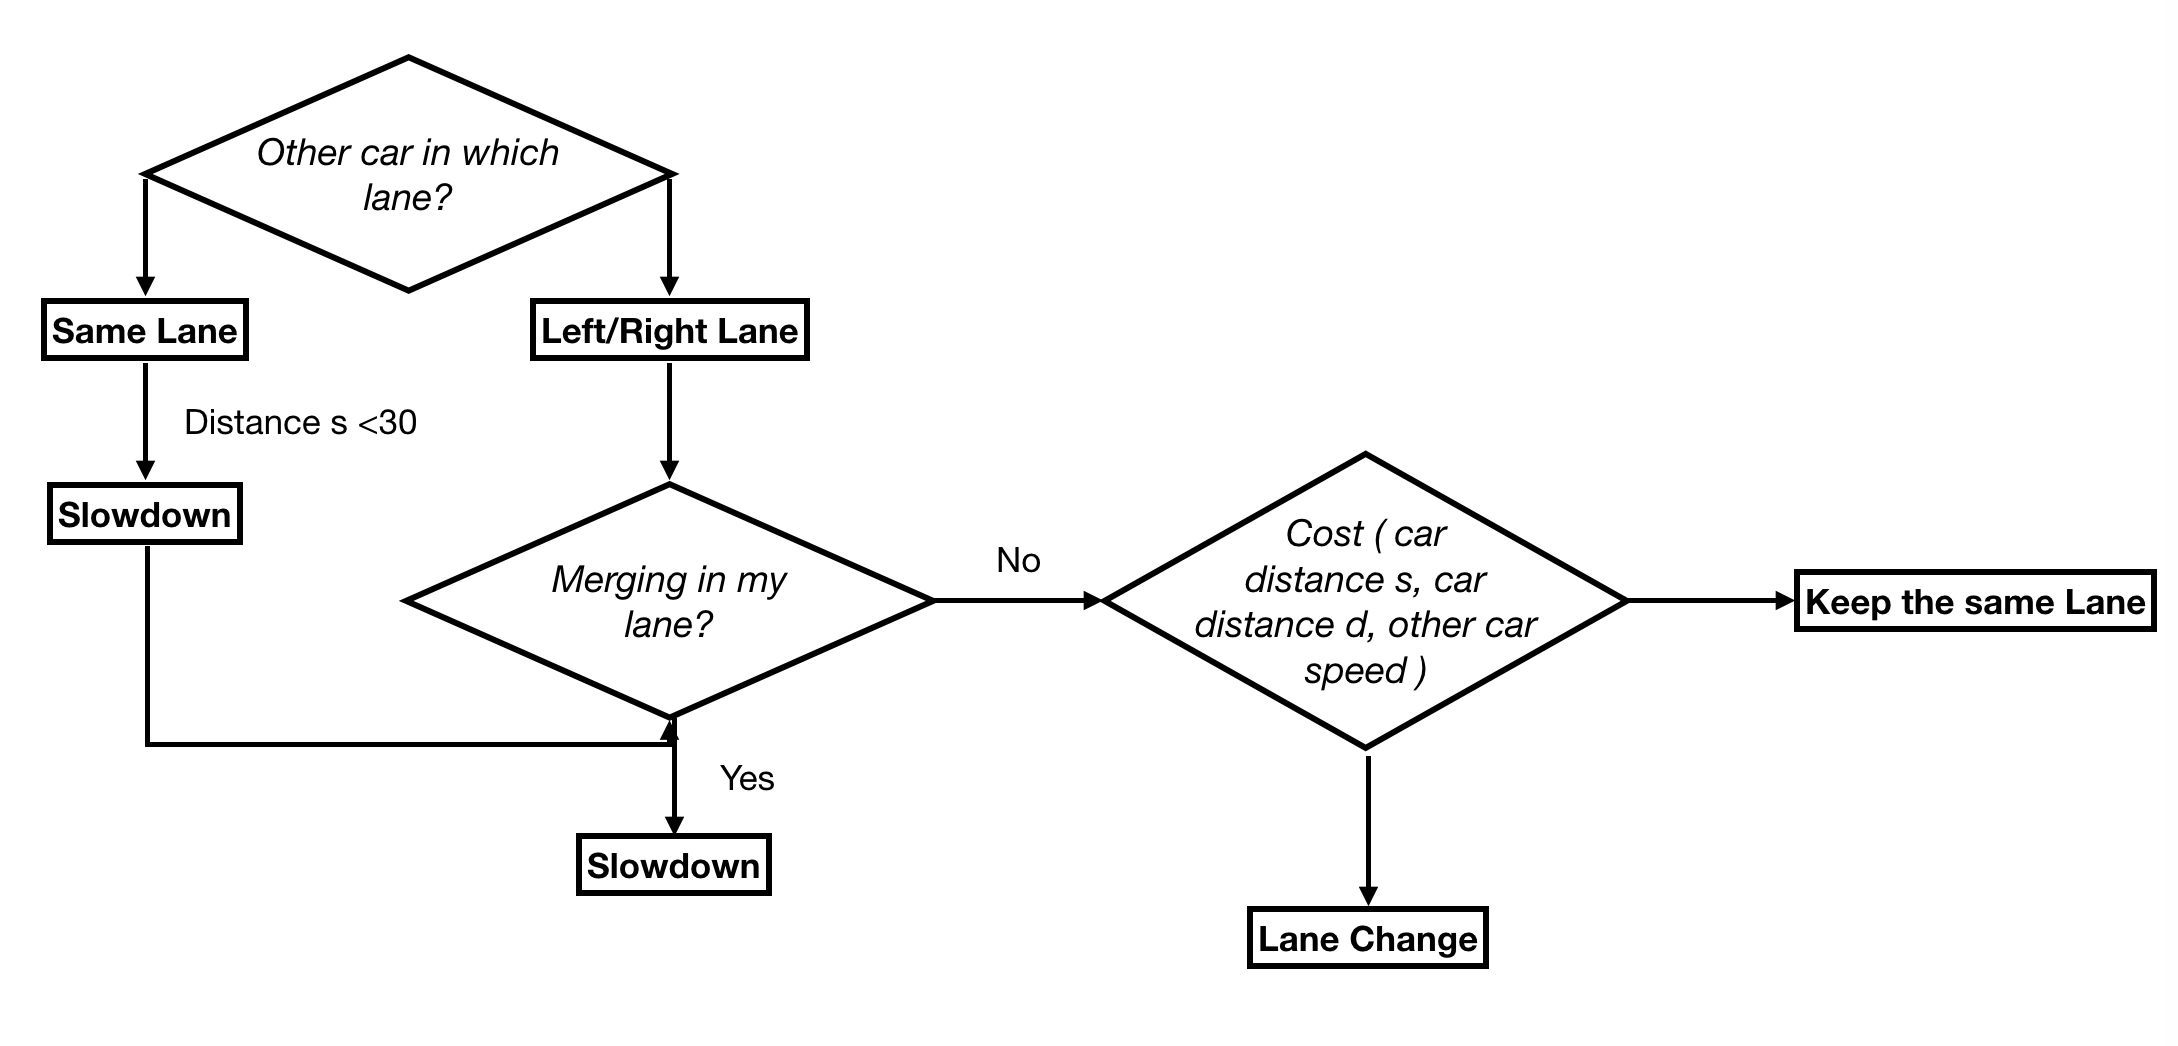 Other car in which
lane?
Same Lane
Left/Right Lane
Distance s <30
Slowdown
Merging in my
lane?
No
Cost ( car
distance s, car
distance d, other car
speed )
Keep the same Lane
Yes
Slowdown
Lane Change